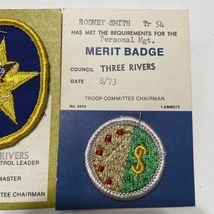 RODNEY SMITH Tr 54
HAS MET THE REQUIREMENTS FOR THE
Personal Mgt.
MERIT BADGE
COUNCIL THREE RIVERS
DATE 8/73
TROOP COMMITTEE CHAIRMAN
RIVERS
PATROL LEADER
MASTER
COMMITTEE CHAIRMAN